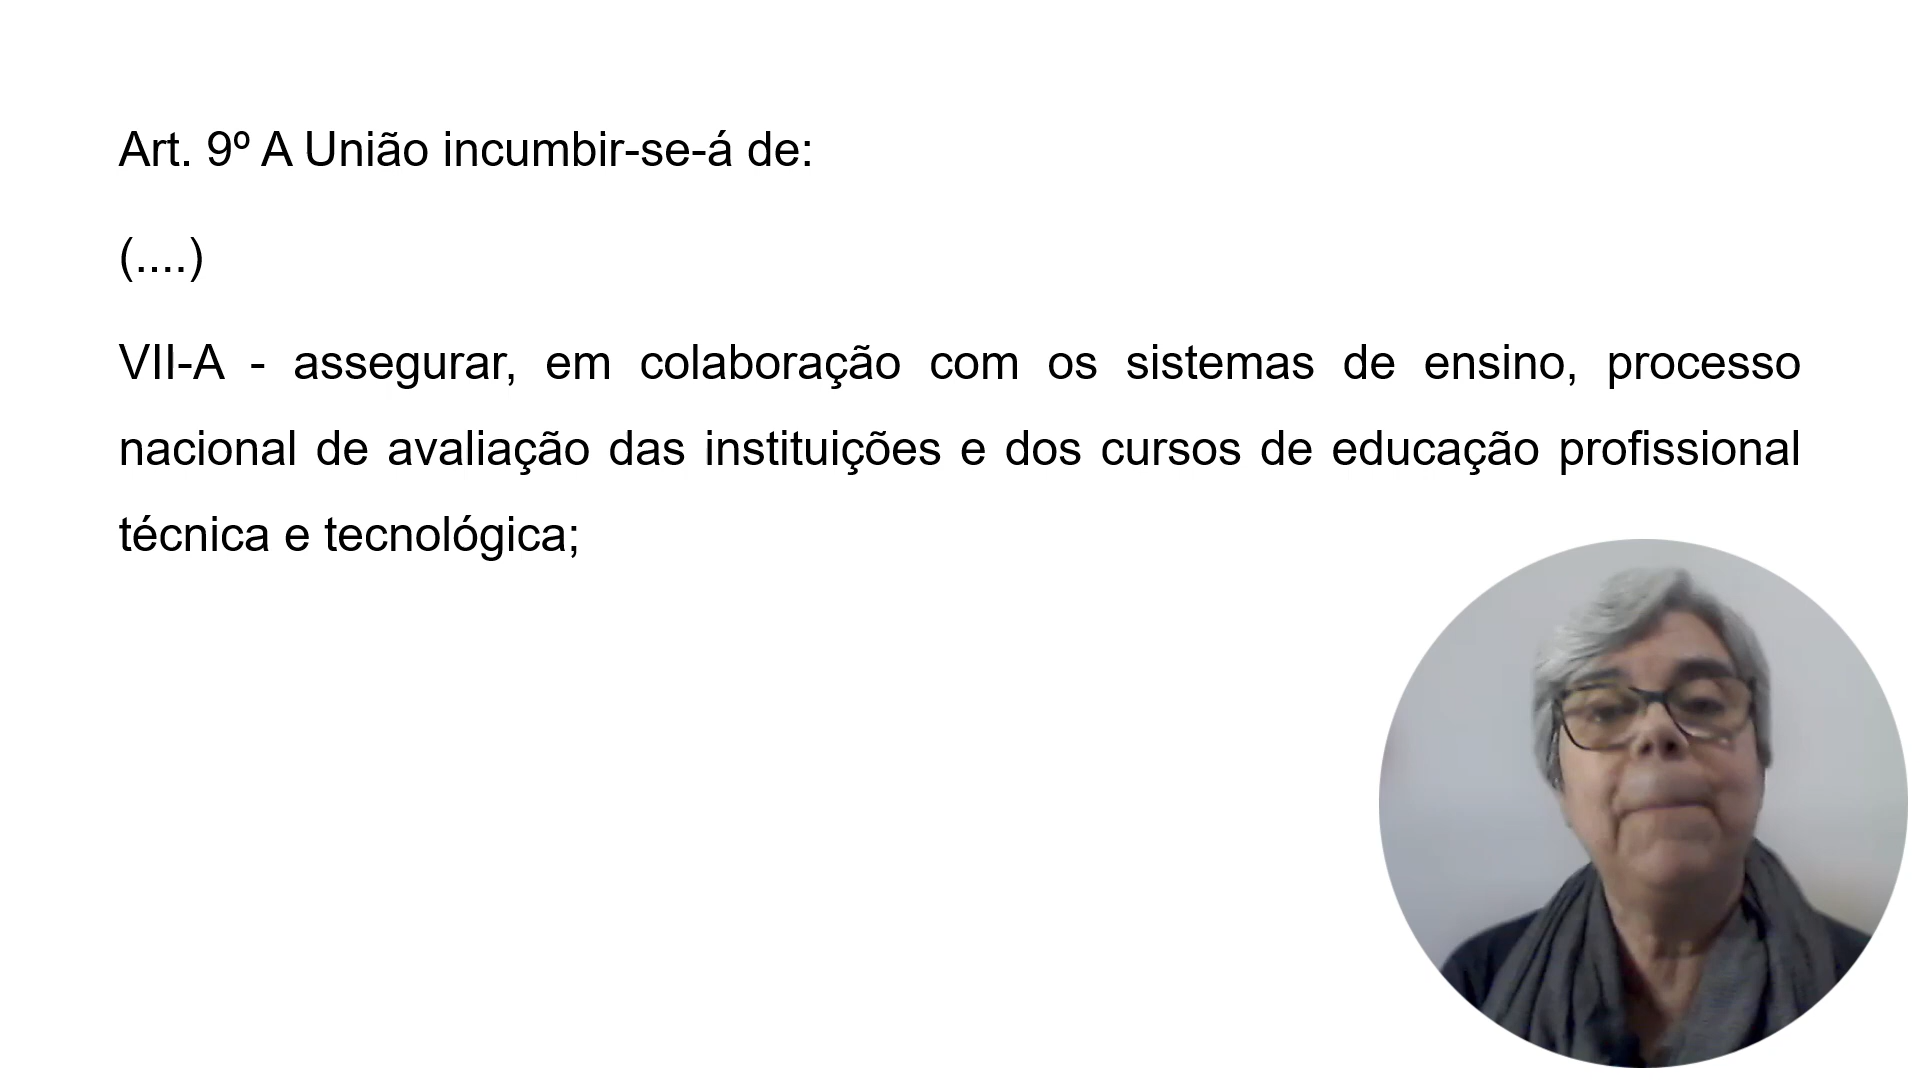 Art. 9º A União incumbir-se-á de:
(....)
VII-A - assegurar, em colaboração com os sistemas de ensino, processo
nacional de avaliação das instituições e dos cursos de educação profissional
técnica e tecnológica;